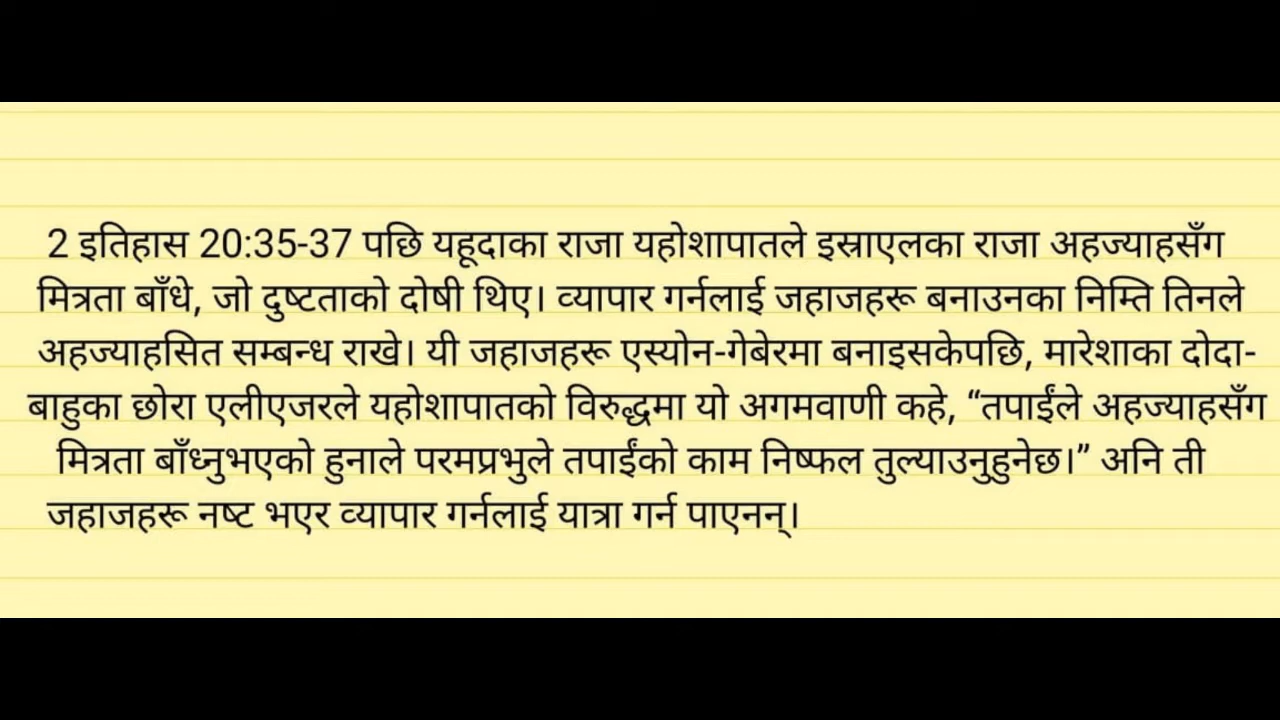 2 इतिहास 20:35-37 पछि यहूदाका राजा यहोशापातले इस्राएलका राजा अहज्याहसँग
मित्रता बाँधे, जो दुष्टताको दोषी थिए। व्यापार गर्नलाई जहाजहरू बनाउनका निम्ति तिनले
अहज्याहसित सम्बन्ध राखे। यी जहाजहरू एस्योन-गेबेरमा बनाइसकेपछि, मारेशाका दोदा-
बाहुका छोरा एलीएजरले यहोशापातको विरुद्धमा यो अगमवाणी कहे, “तपाईंले अहज्याहसँग
मित्रता बाँध्नुभएको हुनाले परमप्रभुले तपाईंको काम निष्फल तुल्याउनुहुनेछ।” अनि ती
जहाजहरू नष्ट भएर व्यापार गर्नलाई यात्रा गर्न पाएनन्।